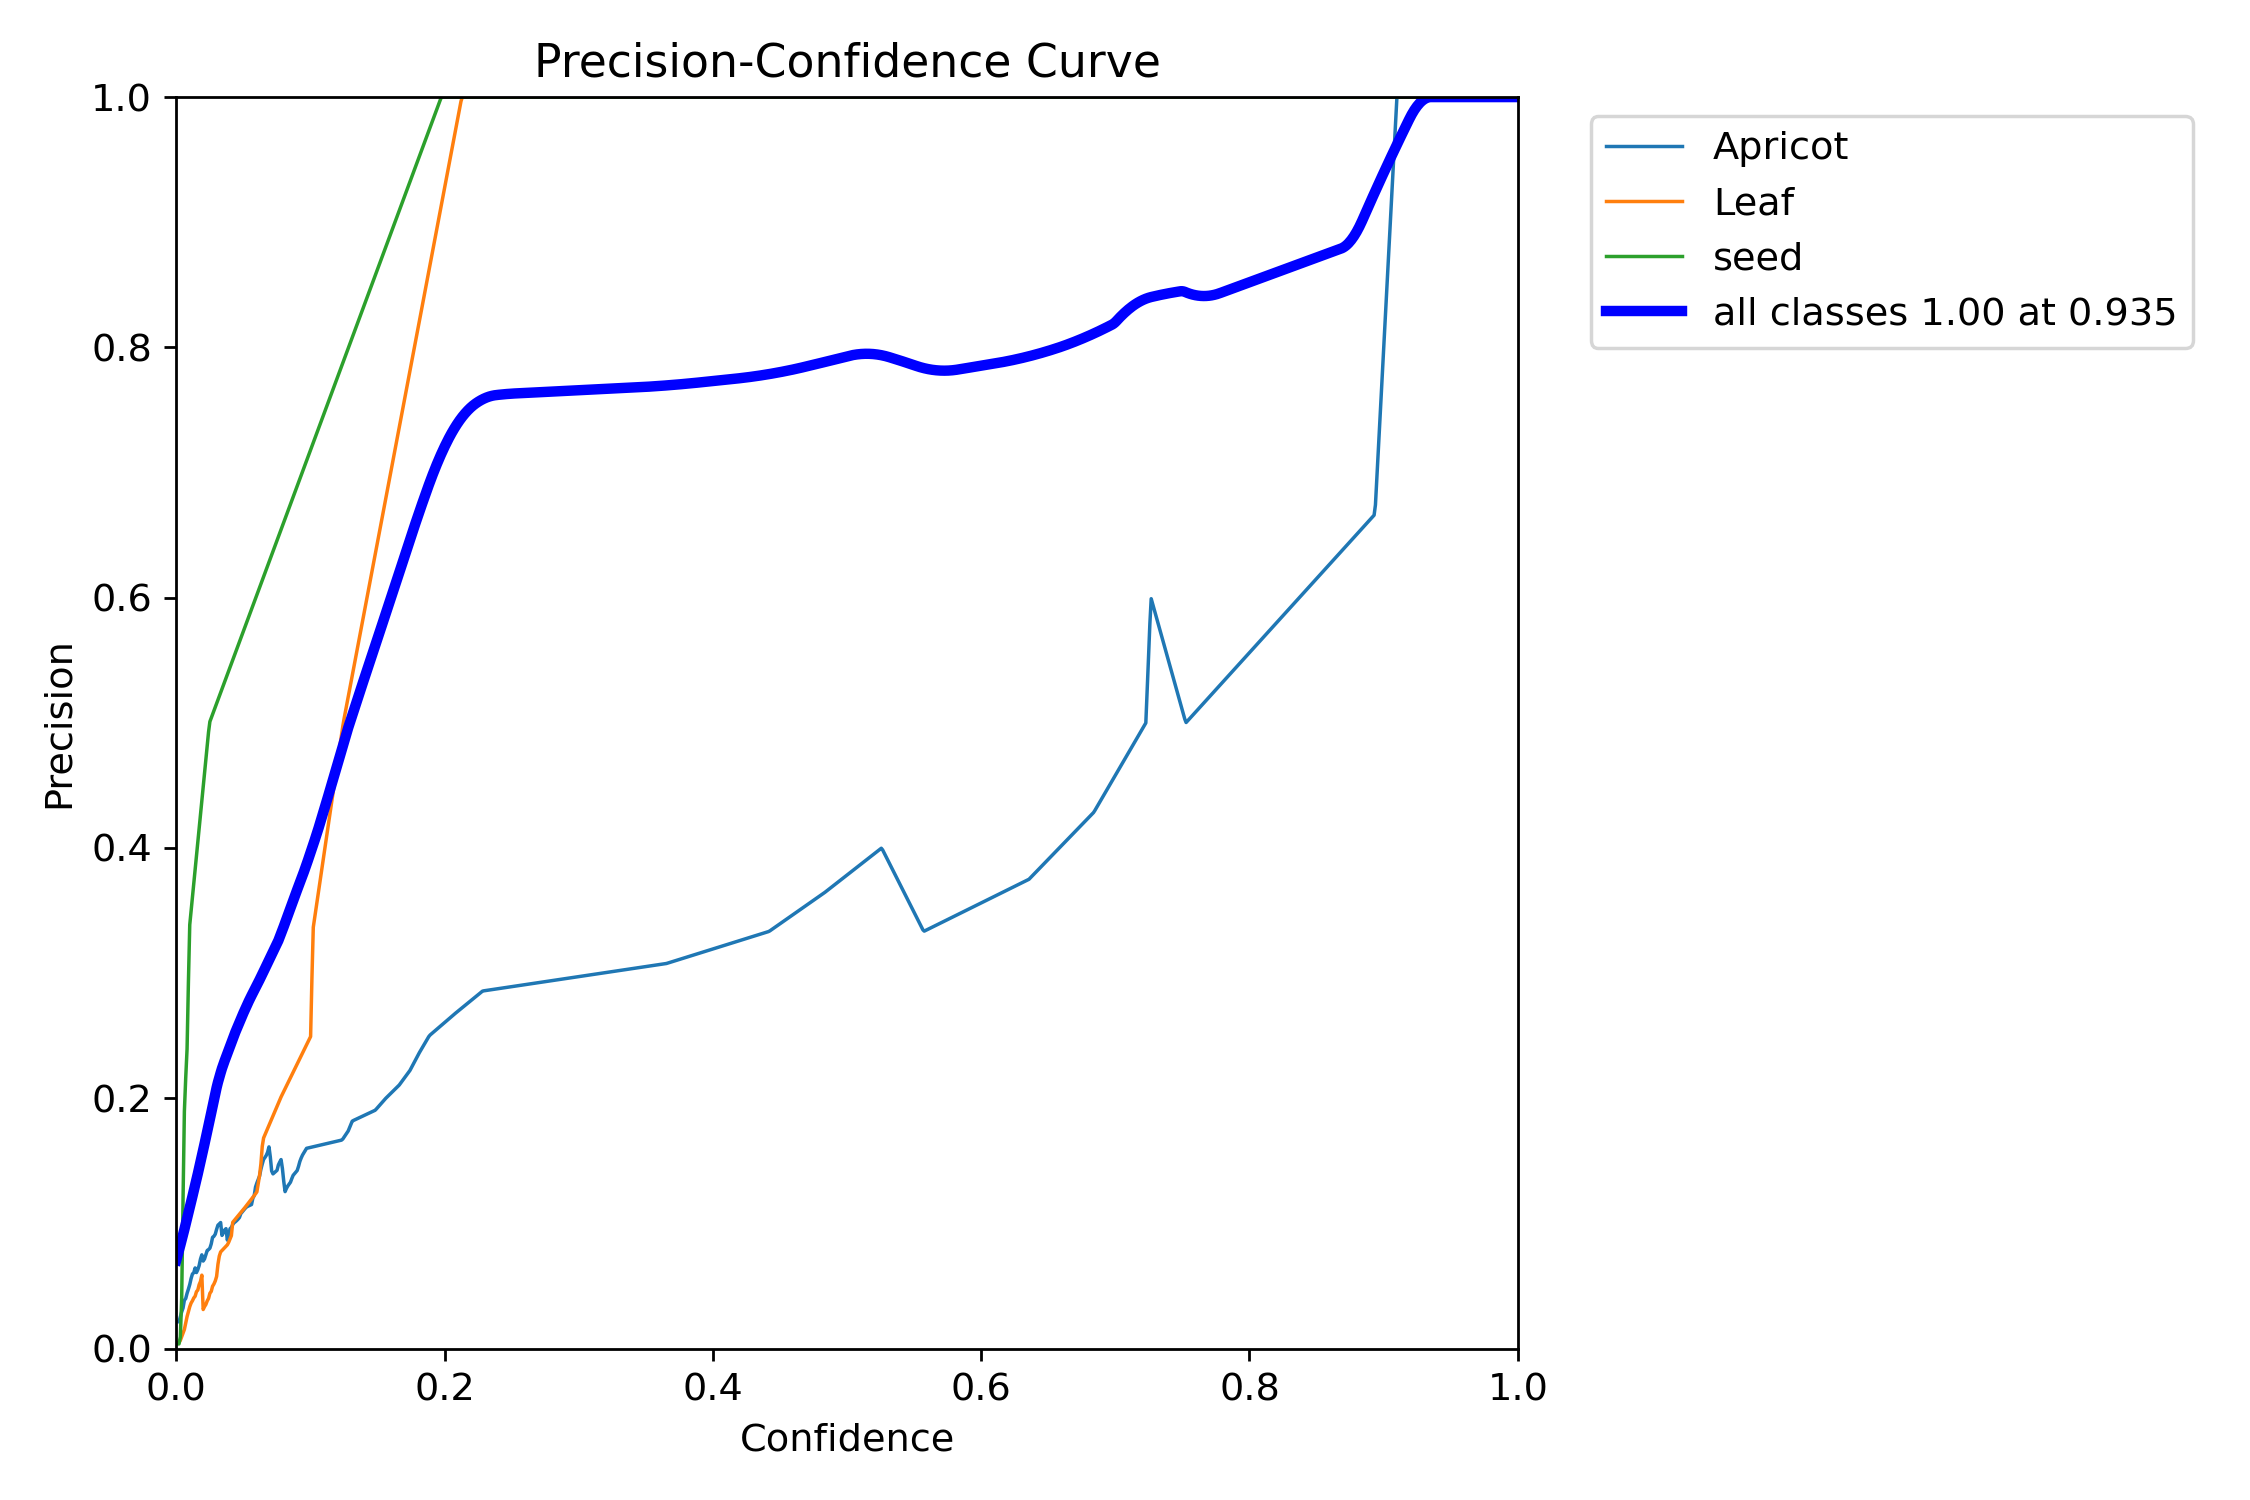 Precision-Confidence Curve
1.0
0.8
0.6
0.4
0.2
0.0
Precision
0.0 0.2 0.4 0.6 0.8 1.0
Confidence
Apricot
Leaf
seed
all classes 1.00 at 0.935